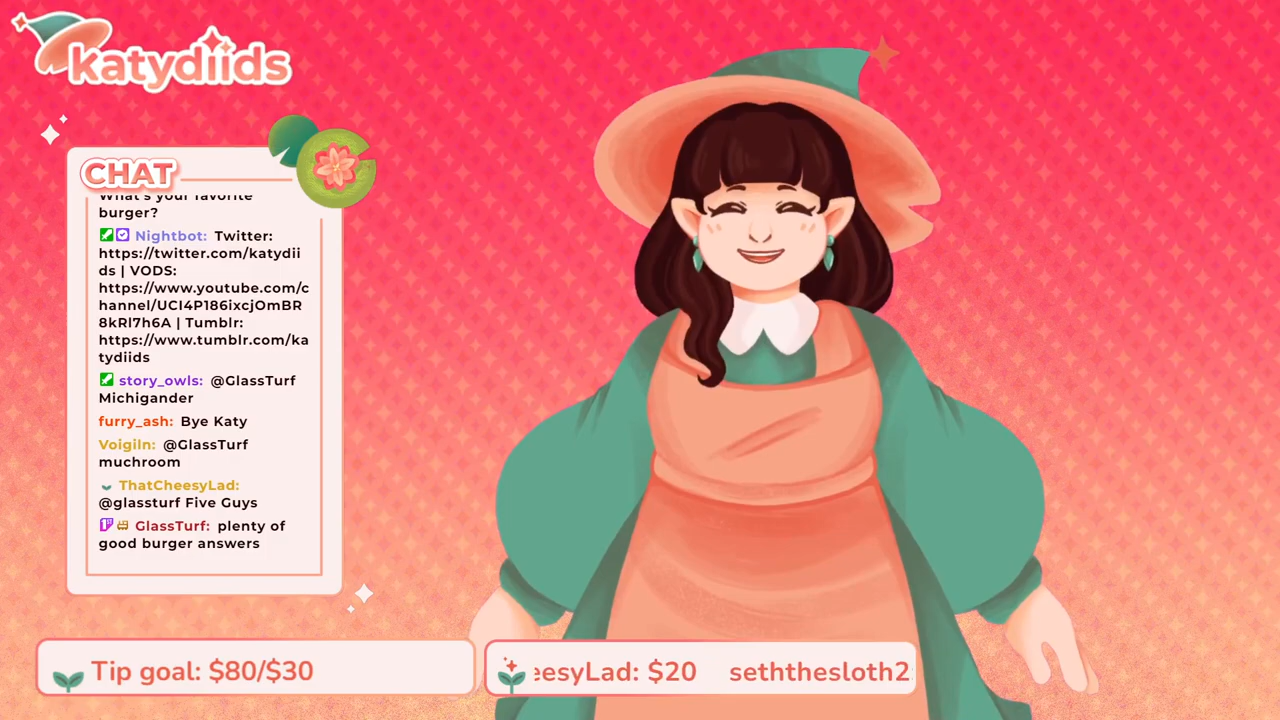 katydiids
CHAT
What's your favorite
burger?
Nightbot: Twitter:
https://twitter.com/katydii
ds | VODS:
https://www.youtube.com/c
hannel/UCI4P186ixcjOmBR
8kRl7h6A | Tumblr:
https://www.tumblr.com/ka
tydiids
story_owls: @GlassTurf
Michigander
furry_ash: Bye Katy
VoigiIn: @GlassTurf
muchroom
ThatCheesyLad:
@glassturf Five Guys
GlassTurf: plenty of
good burger answers
Tip goal: $80/$30
eesyLad: $20 seththesloth2